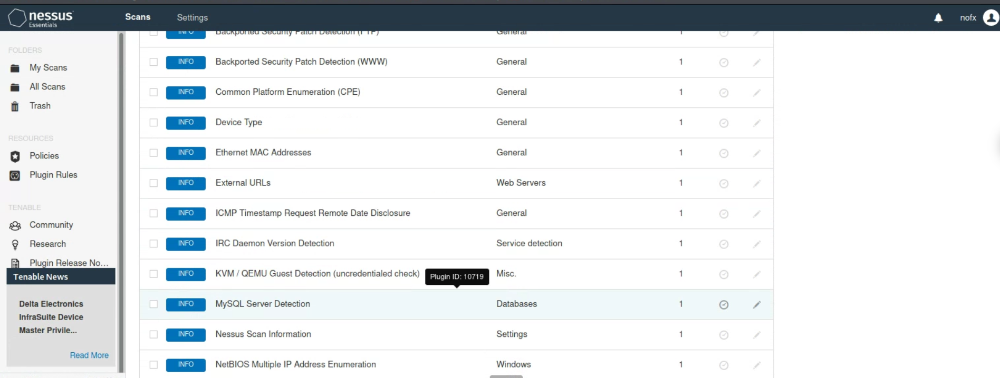 nessus
Essentials
Scans
Settings
nofx
FOLDERS
My Scans
All Scans
Trash
RESOURCES
Policies
Plugin Rules
TENABLE
Community
Research
Plugin Release No...
Tenable News
Delta Electronics
InfraSuite Device
Master Privile...
Read More
INFO Backported Security Patch Detection (FTP) General 1
INFO Backported Security Patch Detection (WWW) General 1
INFO Common Platform Enumeration (CPE) General 1
INFO Device Type General 1
INFO Ethernet MAC Addresses General 1
INFO External URLs Web Servers 1
INFO ICMP Timestamp Request Remote Date Disclosure General 1
INFO IRC Daemon Version Detection Service detection 1
INFO KVM / QEMU Guest Detection (uncredentialed check) Misc. 1
Plugin ID: 10719
INFO MySQL Server Detection Databases 1
INFO Nessus Scan Information Settings 1
INFO NetBIOS Multiple IP Address Enumeration Windows 1